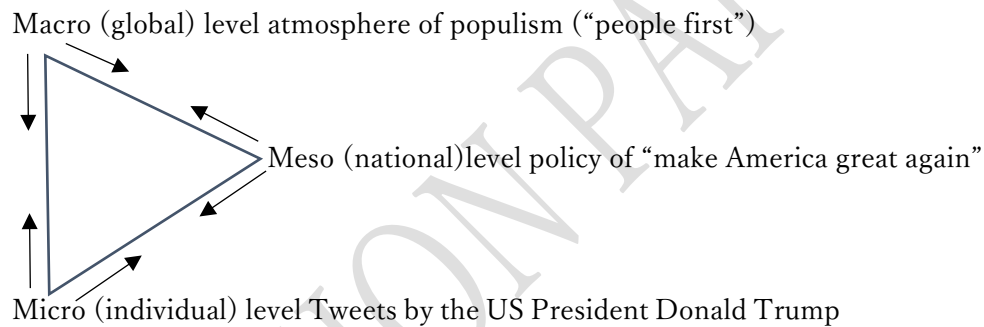 Macro (global) level atmosphere of populism (“people first”)
Meso (national)level policy of “make America great again”
Micro (individual) level Tweets by the US President Donald Trump